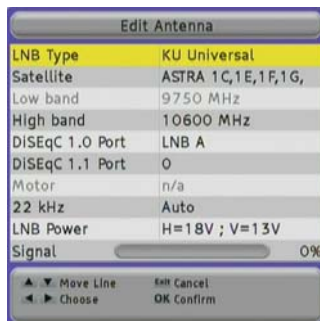 Edit Antenna
LNB Type KU Universal
Satellite ASTRA 1C,1E,1F,1G,
Low band 9750 MHz
High band 10600 MHz
DiSEqC 1.0 Port LNB A
DiSEqC 1.1 Port O
Motor n/a
22 kHz Auto
LNB Power H=18V ; V=13V
Signal 0%
▲ ▼ Move Line Exit Cancel
◄ ► Choose OK Confirm